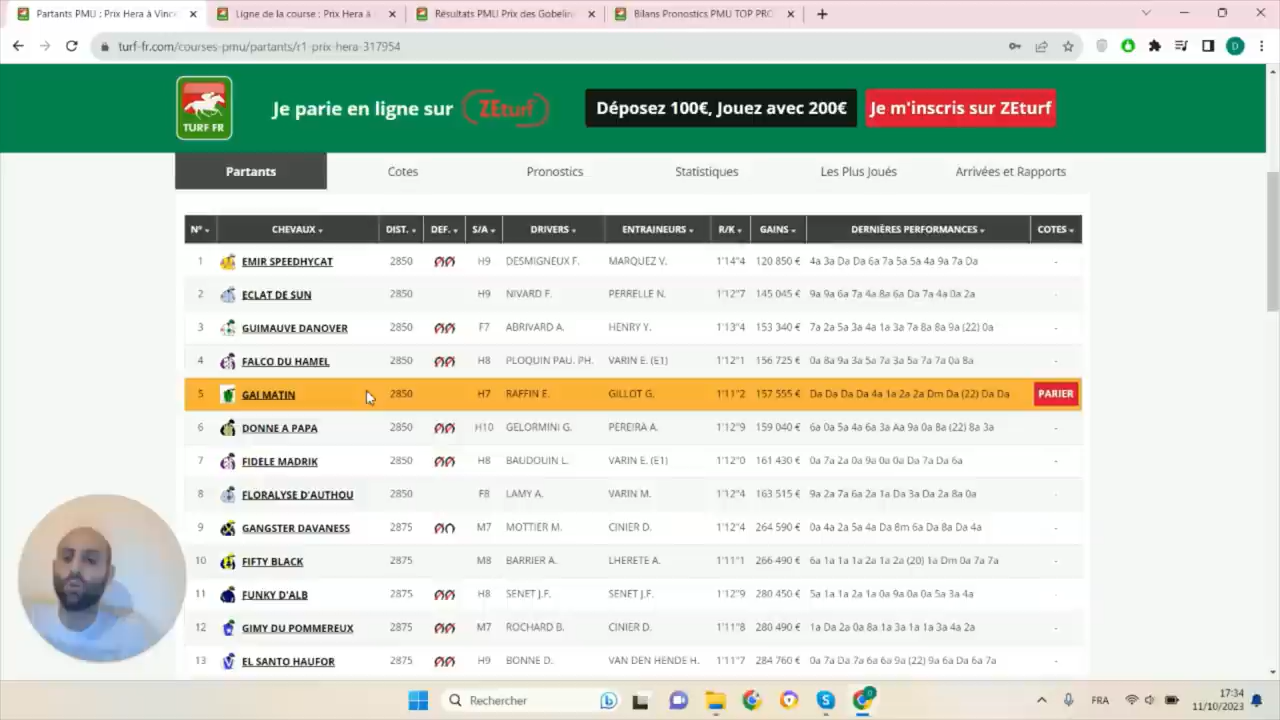 Partants PMU : Prix Hera à Vince
Ligne de la course : Prix Hera à
Résultats PMU Prix des Gobelin
Bilans Pronostics PMU TOP PRO
turf-fr.com/courses-pmu/partants/r1-prix-hera-317954
D
TURF FR
Je parie en ligne sur ZEturf
Déposez 100€, Jouez avec 200€
Je m'inscris sur ZEturf
Partants Cotes Pronostics Statistiques Les Plus Joués Arrivées et Rapports
N° CHEVAUX DIST. DEF. S/A DRIVERS ENTRAINEURS R/K GAINS DERNIÈRES PERFORMANCES COTES
1 EMIR SPEEDHYCAT 2850 H9 DESMIGNEUX F. MARQUEZ V. 1'14"4 120 850 € 4a 3a Da Da 6a 7a 5a 5a 4a 9a 7a Da -
2 ECLAT DE SUN 2850 H9 NIVARD F. PERRELLE N. 1'12"7 145 045 € 9a 9a 6a 7a 4a 8a 6a Da 7a 4a 0a 2a -
3 GUIMAUVE DANOVER 2850 F7 ABRIVARD A. HENRY Y. 1'13"4 153 340 € 7a 2a 5a 3a 4a 1a 3a 7a 8a 8a 9a (22) 0a -
4 FALCO DU HAMEL 2850 H8 PLOQUIN PAU. PH. VARIN E. (E1) 1'12"1 156 725 € 0a 8a 9a 3a 5a 7a 3a 5a 7a 7a 0a 8a -
5 GAI MATIN 2850 H7 RAFFIN E. GILLOT G. 1'11"2 157 555 € Da Da Da Da 4a 1a 2a 2a Dm Da (22) Da Da PARIER
6 DONNE A PAPA 2850 H10 GELORMINI G. PEREIRA A. 1'12"9 159 040 € 6a 0a 5a 4a 6a 3a Aa 9a 0a 8a (22) 8a 3a -
7 FIDELE MADRIK 2850 H8 BAUDOUIN L. VARIN E. (E1) 1'12"0 161 430 € 0a 7a 2a 0a 9a 0a 0a Da 7a Da 6a -
8 FLORALYSE D'AUTHOU 2850 F8 LAMY A. VARIN M. 1'12"4 163 515 € 9a 2a 7a 6a 2a 1a Da 3a Da 2a 8a 0a -
9 GANGSTER DAVANESS 2875 M7 MOTTIER M. CINIER D. 1'12"4 264 590 € 0a 4a 2a 5a 4a Da 8m 6a Da 8a Da 4a -
10 FIFTY BLACK 2875 M8 BARRIER A. LHERETE A. 1'11"1 266 490 € 6a 1a 1a 1a 2a 1a 2a (20) 1a Dm 0a 7a 7a -
11 FUNKY D'ALB 2875 H8 SENET J.F. SENET J.F. 1'12"9 280 450 € 5a 1a 1a 2a 1a 0a 9a 0a 0a 5a 3a 4a -
12 GIMY DU POMMEREUX 2875 M7 ROCHARD B. CINIER D. 1'11"8 280 490 € 1a Da 2a 0a 8a 1a 3a 1a 1a 3a 4a 2a -
13 EL SANTO HAUFOR 2875 H9 BONNE D. VAN DEN HENDE H. 1'11"7 284 760 € 0a 7a Da 7a 6a 6a 9a (22) 9a 6a Da 6a 7a -
Rechercher
FRA
17:34
11/10/2023